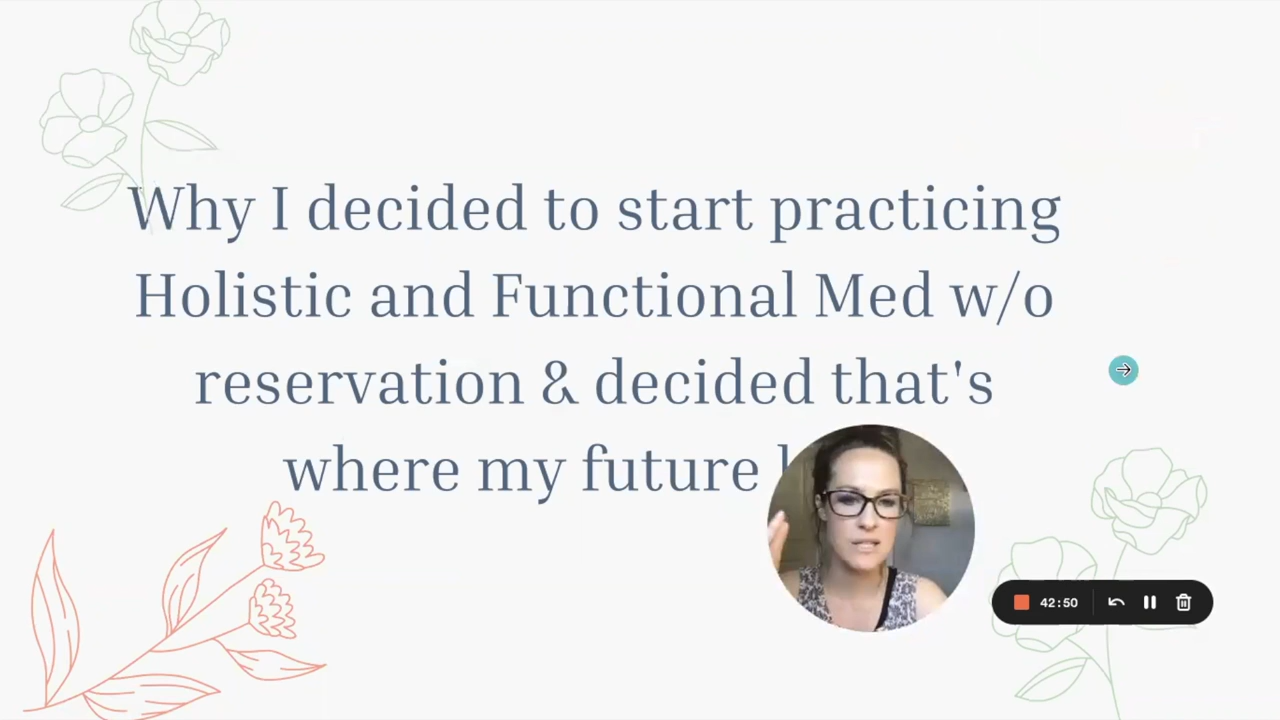 Why I decided to start practicing
Holistic and Functional Med w/o
reservation & decided that's
where my future
42:50